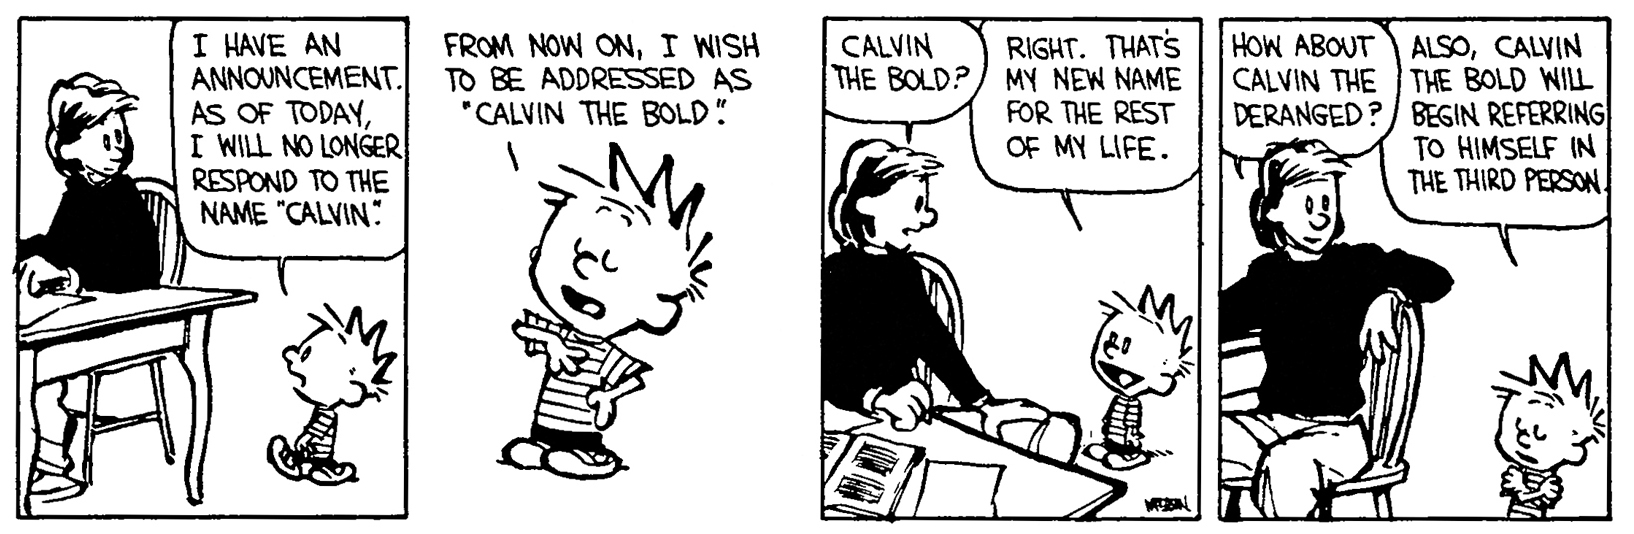 I HAVE AN
ANNOUNCEMENT.
AS OF TODAY,
I WILL NO LONGER
RESPOND TO THE
NAME "CALVIN."
FROM NOW ON, I WISH
TO BE ADDRESSED AS
"CALVIN THE BOLD."
CALVIN
THE BOLD?
RIGHT. THAT'S
MY NEW NAME
FOR THE REST
OF MY LIFE.
HOW ABOUT
CALVIN THE
DERANGED?
ALSO, CALVIN
THE BOLD WILL
BEGIN REFERRING
TO HIMSELF IN
THE THIRD PERSON.